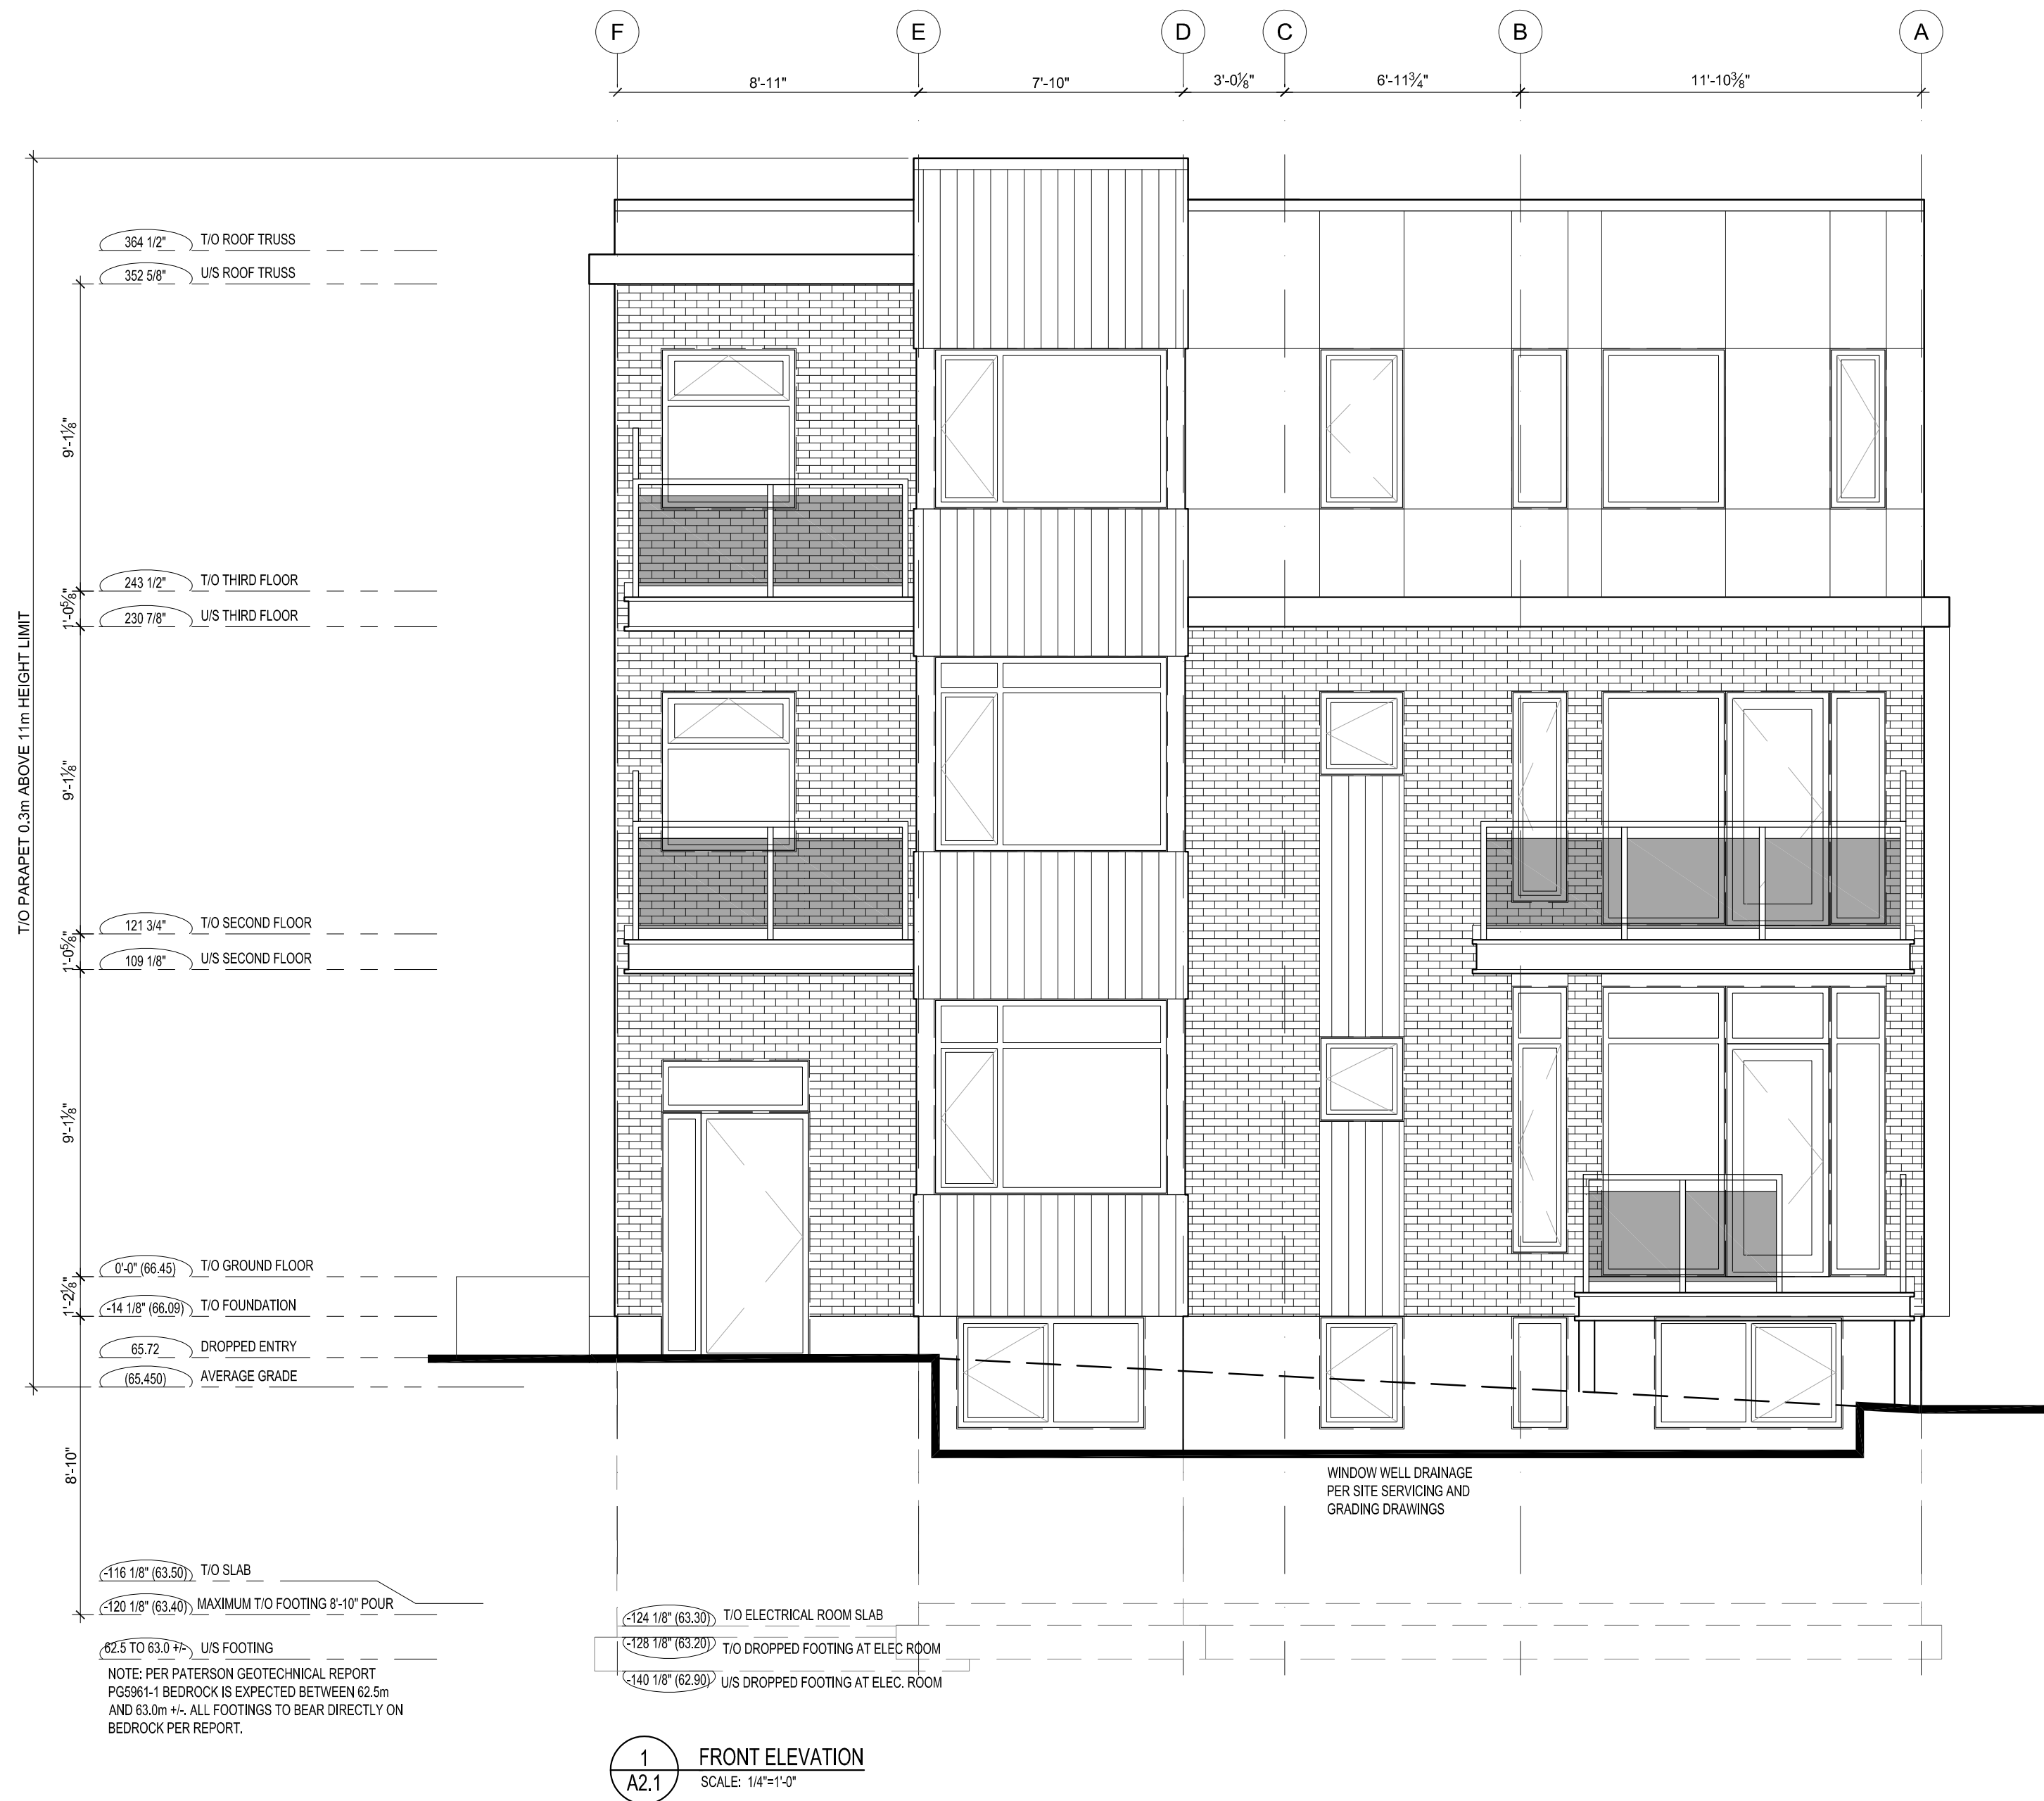 F
E
D
C
B
A
8'-11"
7'-10"
3'-0⅛"
6'-11¾"
11'-10⅜"
364 1/2" T/O ROOF TRUSS
352 5/8" U/S ROOF TRUSS
9'-1⅛"
243 1/2" T/O THIRD FLOOR
1'-0⅝"
230 7/8" U/S THIRD FLOOR
T/O PARAPET 0.3m ABOVE 11m HEIGHT LIMIT
9'-1⅛"
121 3/4" T/O SECOND FLOOR
1'-0⅝"
109 1/8" U/S SECOND FLOOR
9'-1⅛"
0'-0" (66.45) T/O GROUND FLOOR
1'-2⅛"
-14 1/8" (66.09) T/O FOUNDATION
65.72 DROPPED ENTRY
(65.450) AVERAGE GRADE
8'-10"
WINDOW WELL DRAINAGE
PER SITE SERVICING AND
GRADING DRAWINGS
-116 1/8" (63.50) T/O SLAB
-120 1/8" (63.40) MAXIMUM T/O FOOTING 8'-10" POUR
62.5 TO 63.0 +/- U/S FOOTING
NOTE: PER PATERSON GEOTECHNICAL REPORT
PG5961-1 BEDROCK IS EXPECTED BETWEEN 62.5m
AND 63.0m +/-. ALL FOOTINGS TO BEAR DIRECTLY ON
BEDROCK PER REPORT.
-124 1/8" (63.30) T/O ELECTRICAL ROOM SLAB
-128 1/8" (63.20) T/O DROPPED FOOTING AT ELEC ROOM
-140 1/8" (62.90) U/S DROPPED FOOTING AT ELEC. ROOM
1
A2.1
FRONT ELEVATION
SCALE: 1/4"=1'-0"